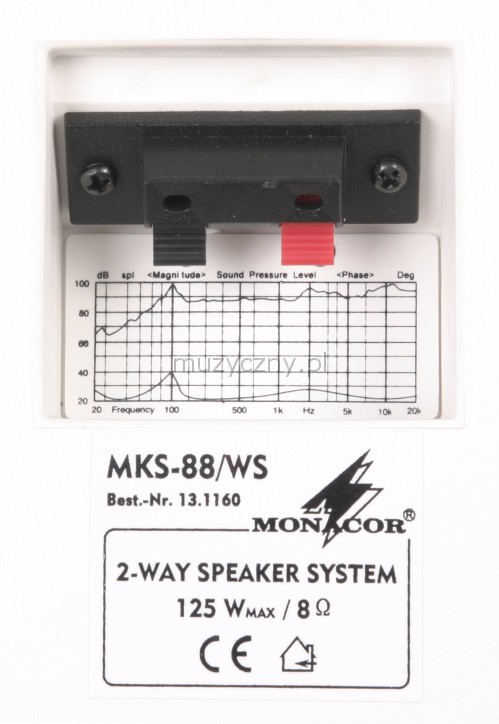 dB spl <Magnitude> Sound Pressure Level <Phase> Deg
100
80
60
40
20
muzyczny.pl
20 Frequency 100 500 1k Hz 5k 10k 20k
MKS-88/WS
Best.-Nr. 13.1160
MONACOR®
2-WAY SPEAKER SYSTEM
125 WMAX / 8 Ω
CE